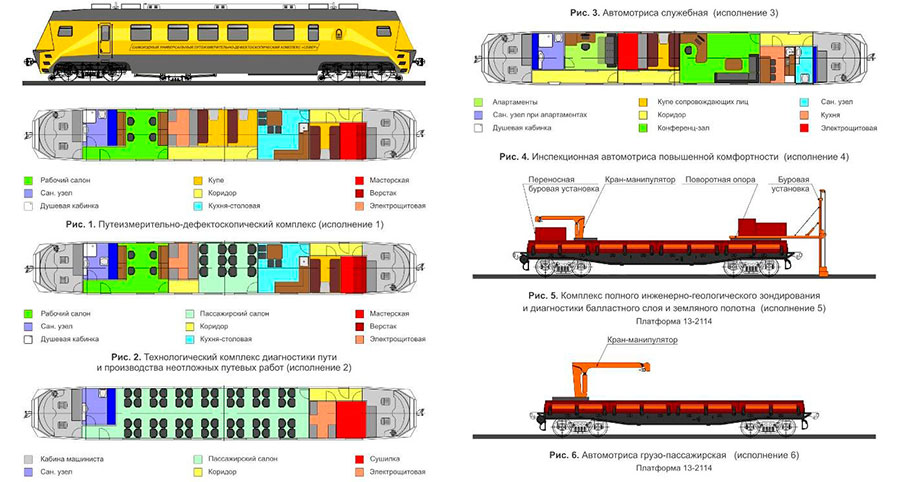 САМОХОДНЫЙ УНИВЕРСАЛЬНЫЙ ПУТЕИЗМЕРИТЕЛЬНО-ДЕФЕКТОСКОПИЧЕСКИЙ КОМПЛЕКС «СЕВЕР»
Рабочий салон Купе Мастерская
Сан. узел Коридор Верстак
Душевая кабинка Кухня-столовая Электрощитовая
Рис. 1. Путеизмерительно-дефектоскопический комплекс (исполнение 1)
Рабочий салон Пассажирский салон Мастерская
Сан. узел Коридор Верстак
Душевая кабинка Кухня-столовая Электрощитовая
Рис. 2. Технологический комплекс диагностики пути
и производства неотложных путевых работ (исполнение 2)
Кабина машиниста Пассажирский салон Сушилка
Сан. узел Коридор Электрощитовая
Рис. 3. Автомотриса служебная (исполнение 3)
Апартаменты Купе сопровождающих лиц Сан. узел
Сан. узел при апартаментах Коридор Кухня
Душевая кабинка Конференц-зал Электрощитовая
Рис. 4. Инспекционная автомотриса повышенной комфортности (исполнение 4)
Переносная Кран-манипулятор Поворотная опора Буровая
буровая установка установка
Рис. 5. Комплекс полного инженерно-геологического зондирования
и диагностики балластного слоя и земляного полотна (исполнение 5)
Платформа 13-2114
Кран-манипулятор
Рис. 6. Автомотриса грузо-пассажирская (исполнение 6)
Платформа 13-2114